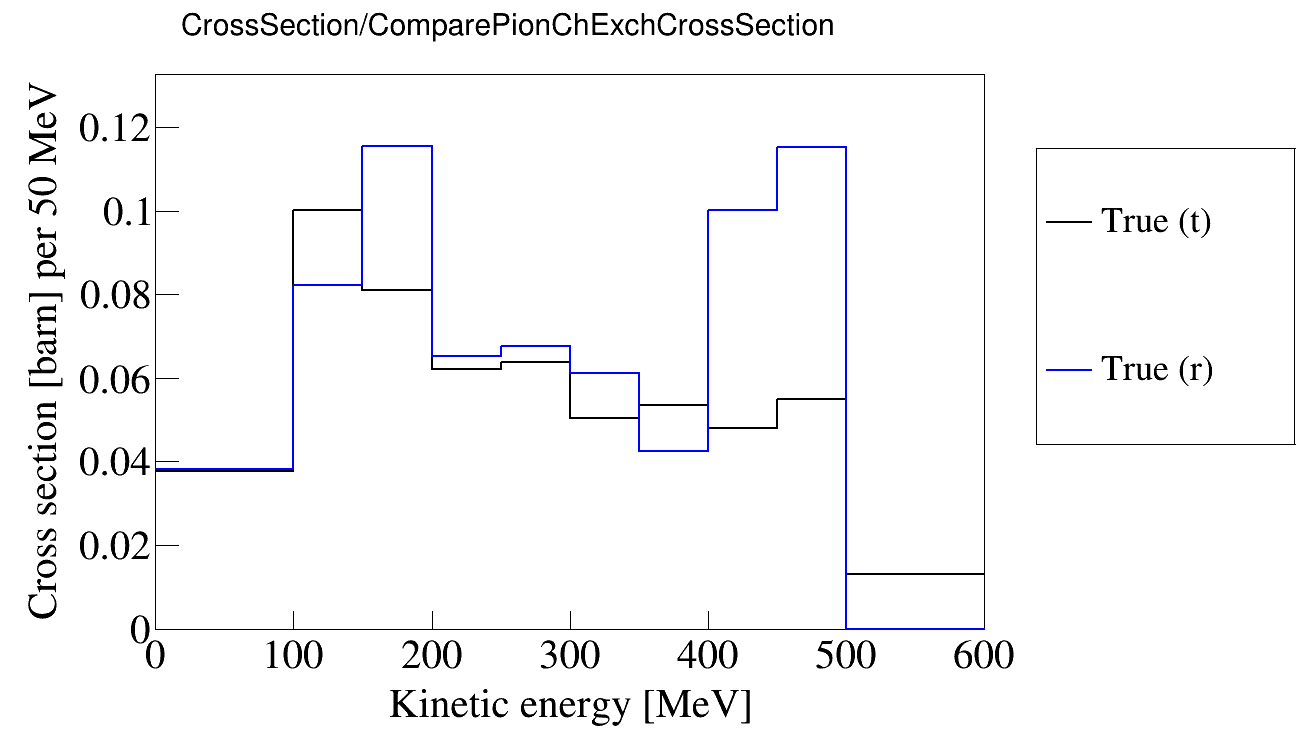 CrossSection/ComparePionChExchCrossSection
Cross section [barn] per 50 MeV
0.12
0.1
0.08
0.06
0.04
0.02
0
0 100 200 300 400 500 600
Kinetic energy [MeV]
True (t)
True (r)